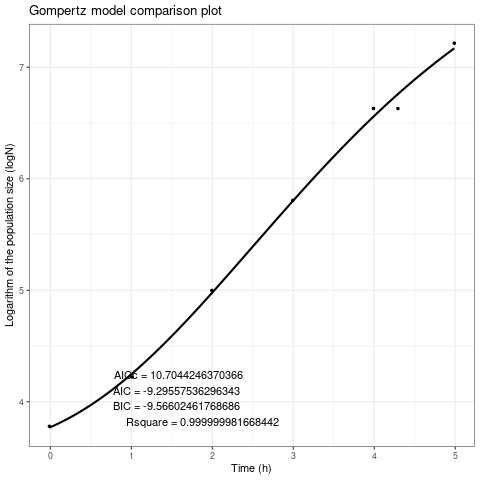 Gompertz model comparison plot
Logarithm of the population size (logN)
7
6
5
4
AICc = 10.7044246370366
AIC = -9.29557536296343
BIC = -9.56602461768686
Rsquare = 0.999999981668442
0 1 2 3 4 5
Time (h)